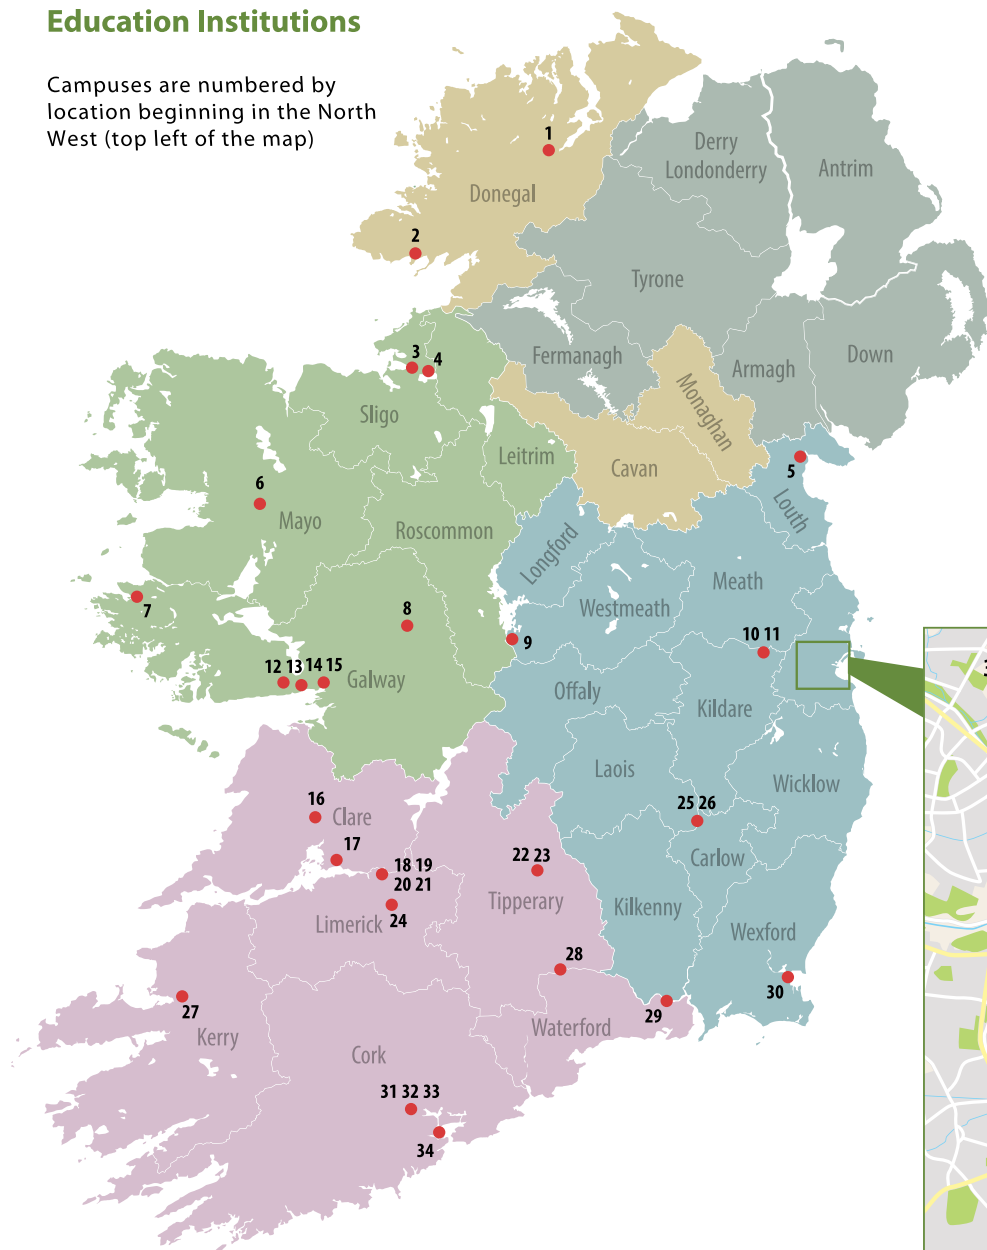 Education Institutions
Campuses are numbered by
location beginning in the North
West (top left of the map)
1
Derry
Londonderry
Antrim
Donegal
2
Tyrone
3
4
Fermanagh
Armagh
Down
Monaghan
Sligo
Leitrim
Cavan
5
6
Louth
Mayo
Roscommon
Longford
Meath
7
8
Westmeath
9
10 11
12 13 14 15
Galway
Offaly
Kildare
Laois
Wicklow
16
Clare
25 26
17
Carlow
18 19
20 21
22 23
24
Limerick
Tipperary
Kilkenny
Wexford
28
27
29
30
Kerry
Waterford
Cork
31 32 33
34